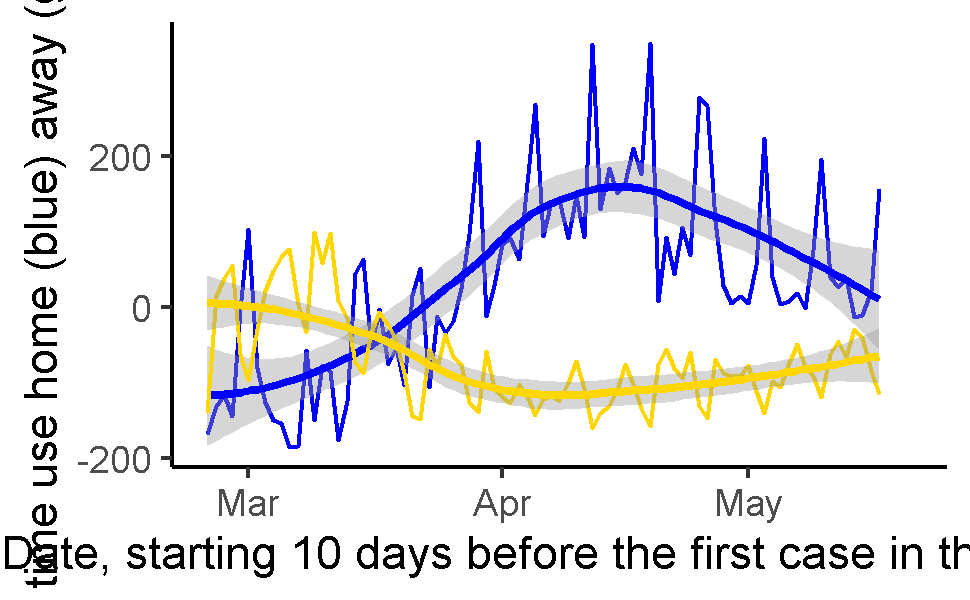 time use home (blue) away (
200
0
-200
Mar Apr May
Date, starting 10 days before the first case in th